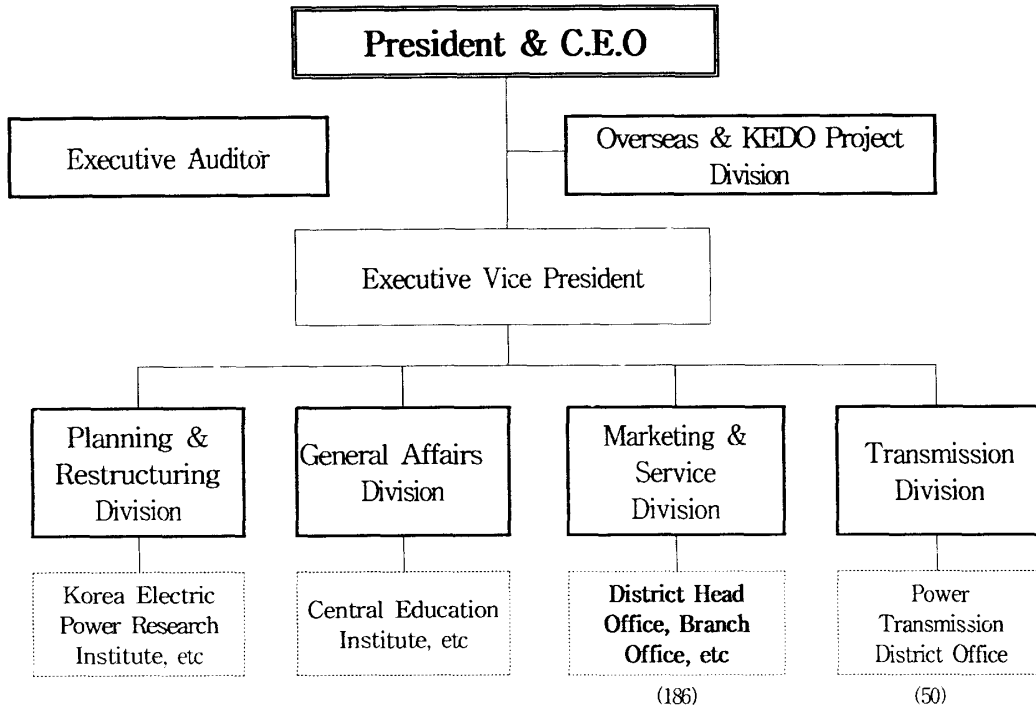 President & C.E.O
Executive Auditor
Overseas & KEDO Project
Division
Executive Vice President
Planning &
Restructuring
Division
General Affairs
Division
Marketing &
Service
Division
Transmission
Division
Korea Electric
Power Research
Institute, etc
Central Education
Institute, etc
District Head
Office, Branch
Office, etc
Power
Transmission
District Office
(186)
(50)